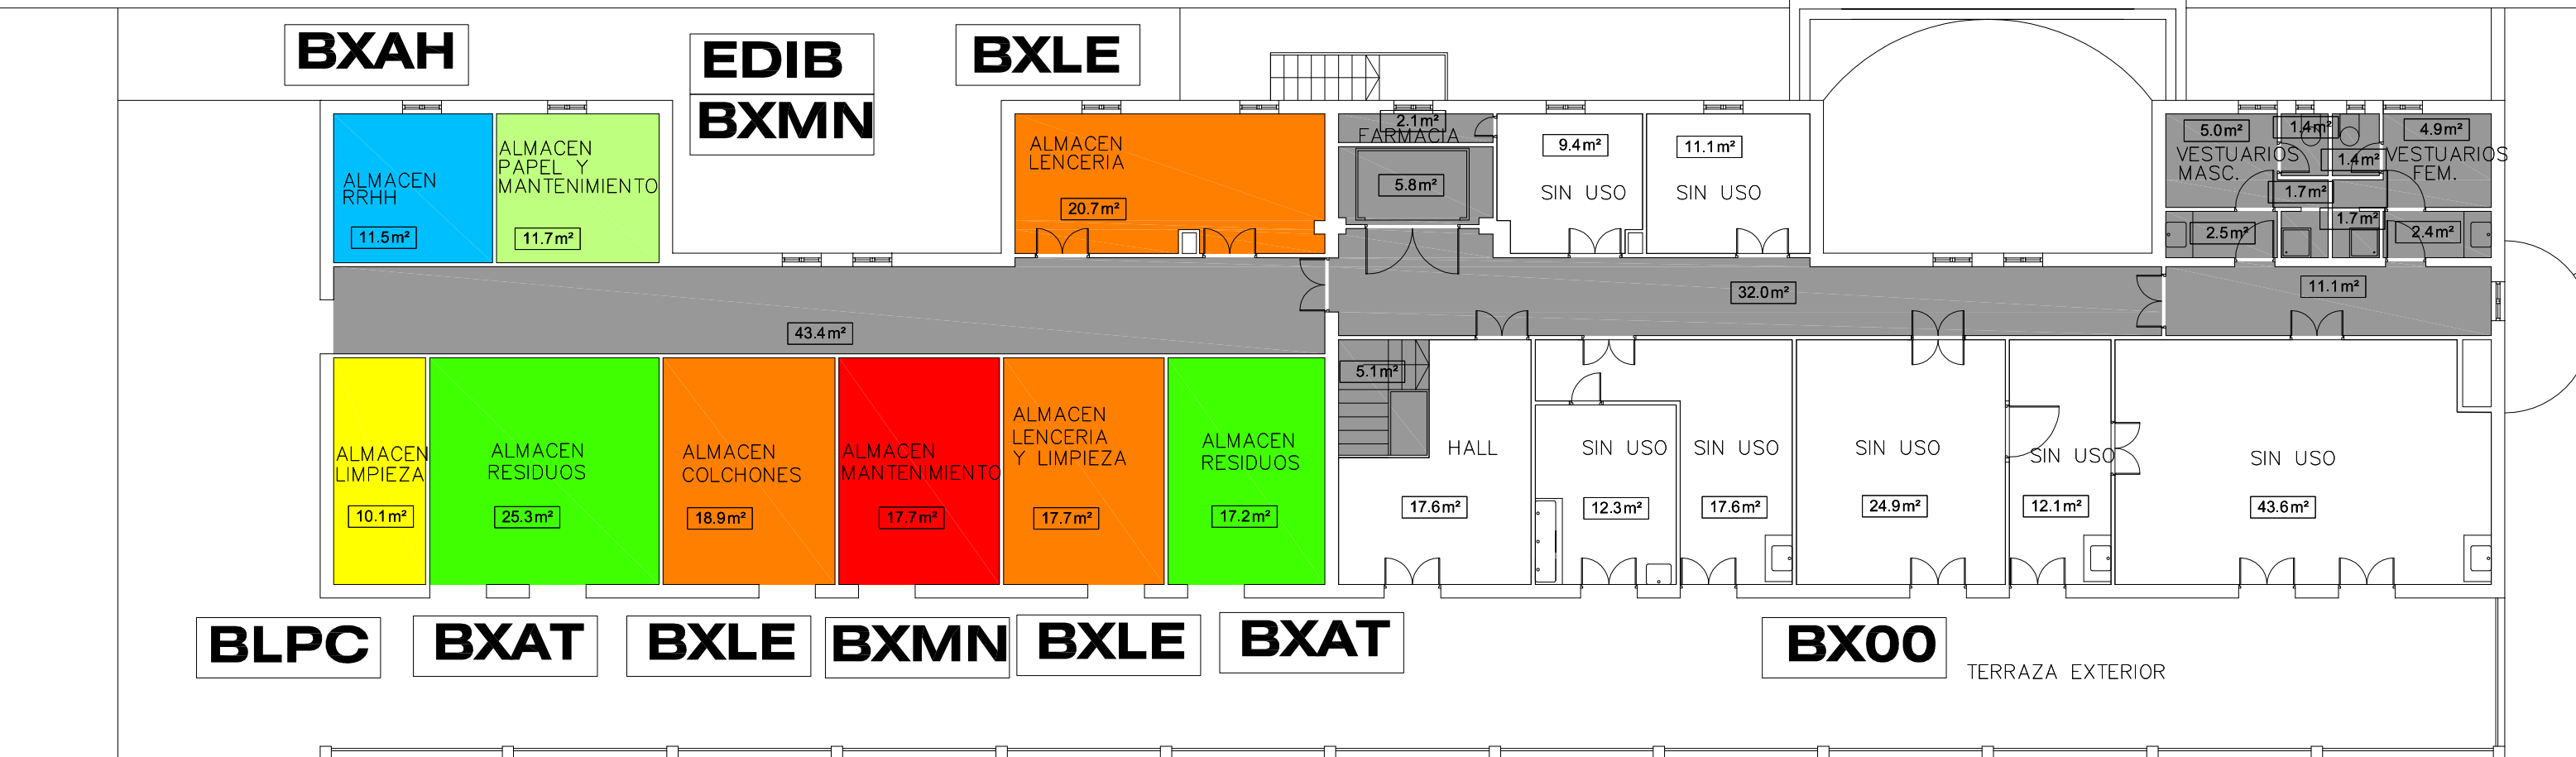 BXAH
EDIB
BXMN
BXLE
ALMACEN
RRHH
11.5m²
ALMACEN
PAPEL Y
MANTENIMIENTO
11.7m²
ALMACEN
LENCERIA
20.7m²
2.1m²
FARMACIA
5.8m²
9.4m²
SIN USO
11.1m²
SIN USO
5.0m²
VESTUARIOS
MASC.
1.4m²
1.4m²
4.9m²
VESTUARIOS
FEM.
1.7m²
1.7m²
2.5m²
2.4m²
43.4m²
32.0m²
11.1m²
ALMACEN
LIMPIEZA
10.1m²
ALMACEN
RESIDUOS
25.3m²
ALMACEN
COLCHONES
18.9m²
ALMACEN
MANTENIMIENTO
17.7m²
ALMACEN
LENCERIA
Y LIMPIEZA
17.7m²
ALMACEN
RESIDUOS
17.2m²
5.1m²
HALL
17.6m²
SIN USO
12.3m²
SIN USO
17.6m²
SIN USO
24.9m²
SIN USO
12.1m²
SIN USO
43.6m²
BLPC
BXAT
BXLE
BXMN
BXLE
BXAT
BX00
TERRAZA EXTERIOR